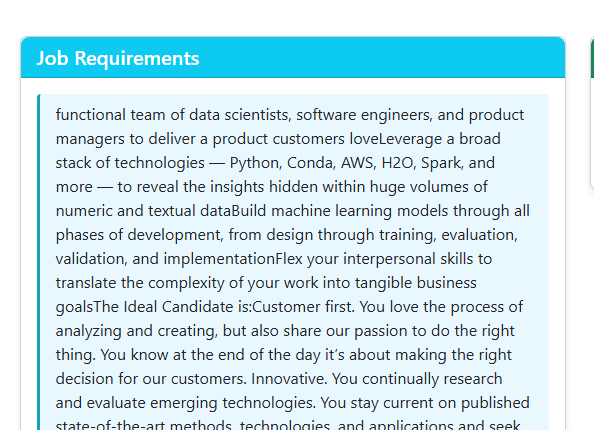 Job Requirements
functional team of data scientists, software engineers, and product
managers to deliver a product customers loveLeverage a broad
stack of technologies — Python, Conda, AWS, H2O, Spark, and
more — to reveal the insights hidden within huge volumes of
numeric and textual dataBuild machine learning models through all
phases of development, from design through training, evaluation,
validation, and implementationFlex your interpersonal skills to
translate the complexity of your work into tangible business
goalsThe Ideal Candidate is:Customer first. You love the process of
analyzing and creating, but also share our passion to do the right
thing. You know at the end of the day it’s about making the right
decision for our customers. Innovative. You continually research
and evaluate emerging technologies. You stay current on published
state-of-the-art methods, technologies, and applications and seek